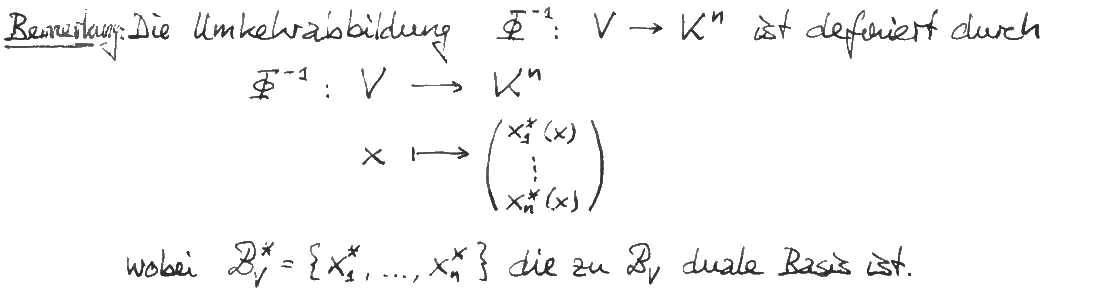 Bemerkung: Die Umkehrabbildung Φ⁻¹: V → Kⁿ ist definiert durch
Φ⁻¹ : V ⟶ Kⁿ
x ⟼ ( x₁*(x) ⋮ xₙ*(x) )
wobei B_V* = {x₁*, ..., xₙ*} die zu B_V duale Basis ist.